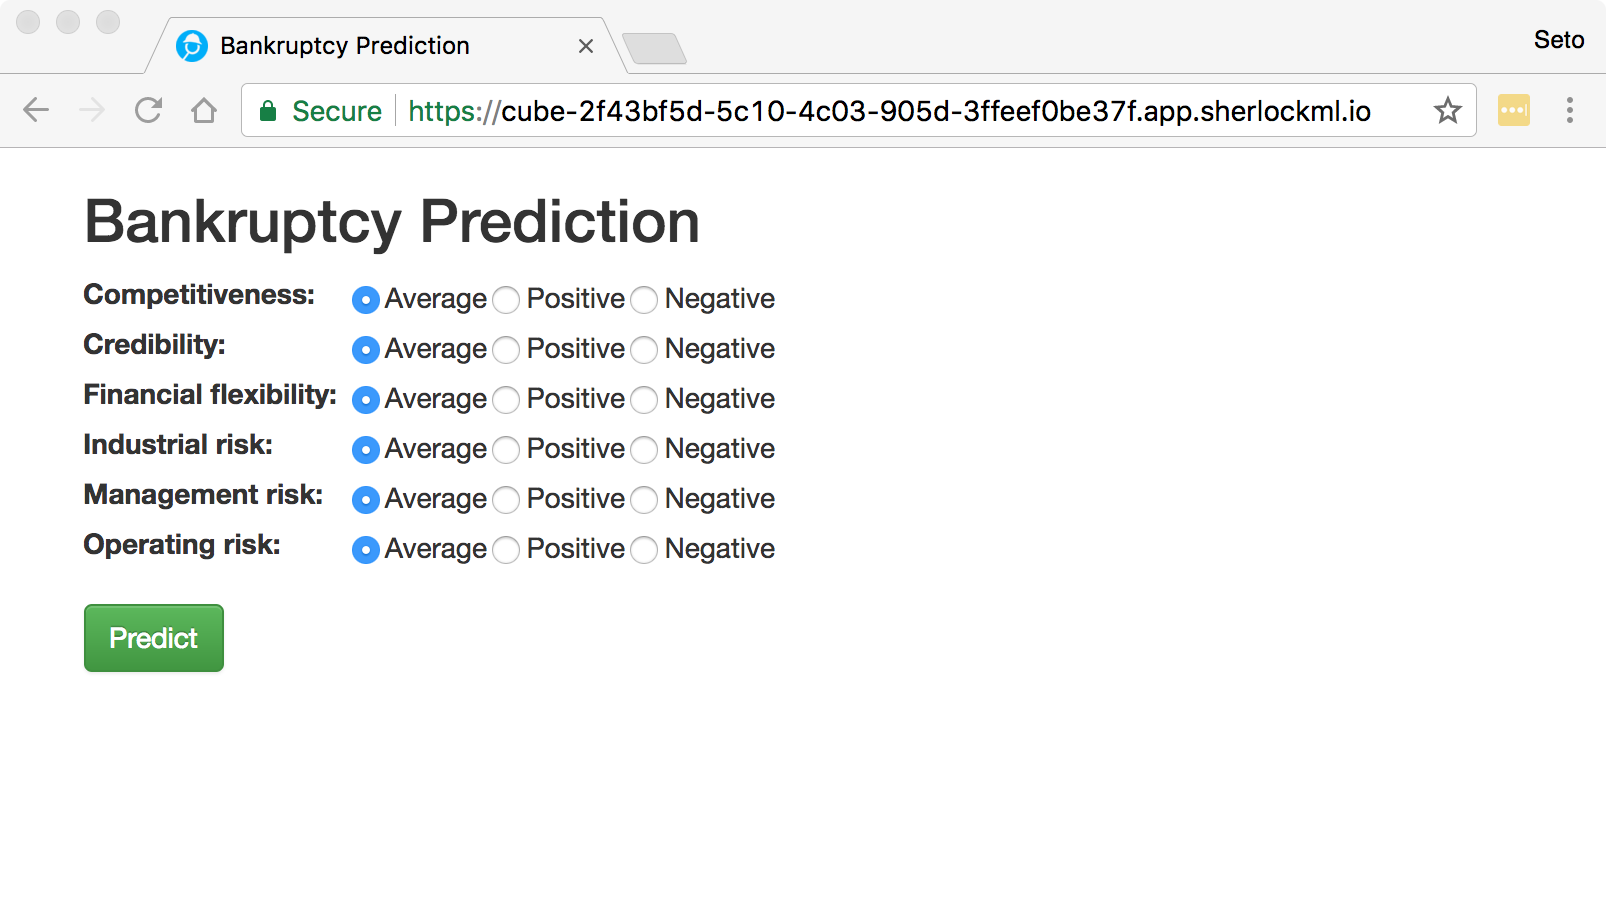 Bankruptcy Prediction
Seto
Secure https://cube-2f43bf5d-5c10-4c03-905d-3ffeef0be37f.app.sherlockml.io
Bankruptcy Prediction
Competitiveness: Average Positive Negative
Credibility: Average Positive Negative
Financial flexibility: Average Positive Negative
Industrial risk: Average Positive Negative
Management risk: Average Positive Negative
Operating risk: Average Positive Negative
Predict